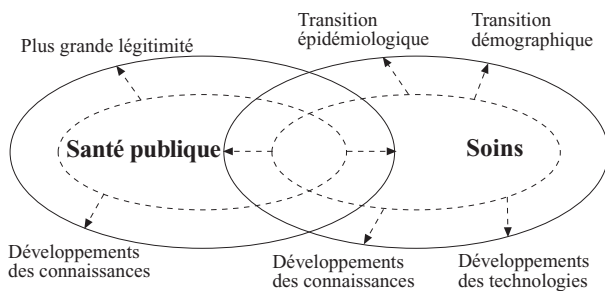 Plus grande légitimité
Transition
épidémiologique
Transition
démographique
Santé publique
Soins
Développements
des connaissances
Développements
des connaissances
Développements
des technologies